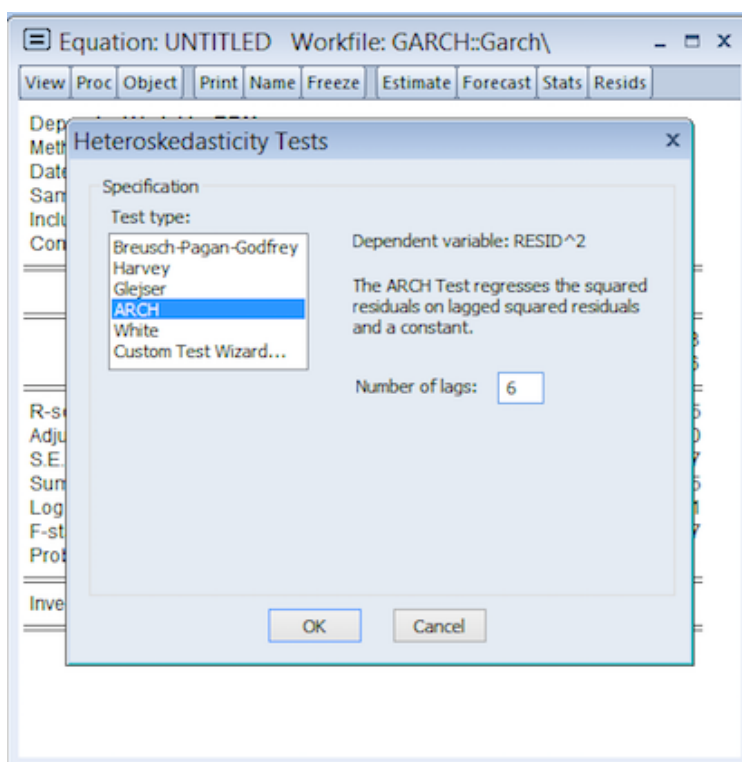 Equation: UNTITLED Workfile: GARCH::Garch\
View Proc Object Print Name Freeze Estimate Forecast Stats Resids
Heteroskedasticity Tests
Specification
Test type:
Breusch-Pagan-Godfrey
Harvey
Glejser
ARCH
White
Custom Test Wizard...
Dependent variable: RESID^2
The ARCH Test regresses the squared
residuals on lagged squared residuals
and a constant.
Number of lags: 6
OK Cancel